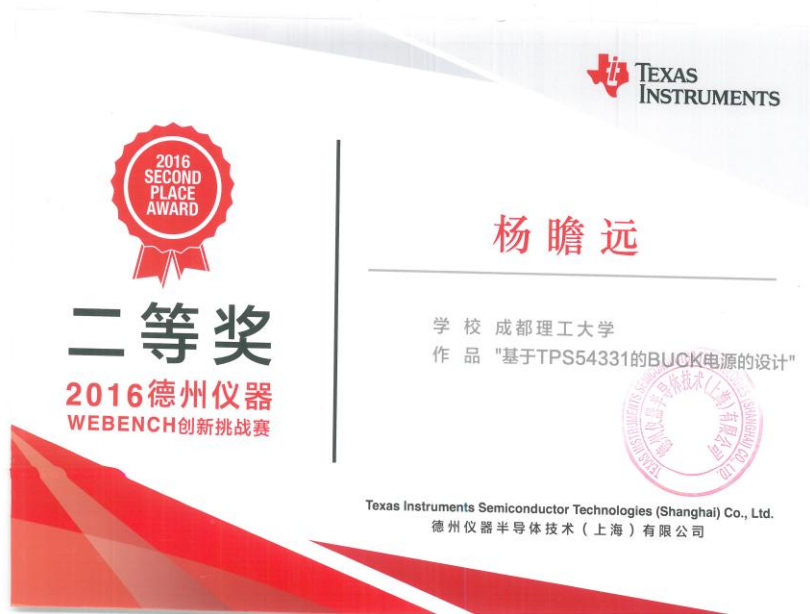 TEXAS
INSTRUMENTS
2016
SECOND
PLACE
AWARD
二等奖
2016德州仪器
WEBENCH创新挑战赛
杨瞻远
学 校 成都理工大学
作 品 "基于TPS54331的BUCK电源的设计"
Texas Instruments Semiconductor Technologies (Shanghai) Co., Ltd.
德州仪器半导体技术（上海）有限公司